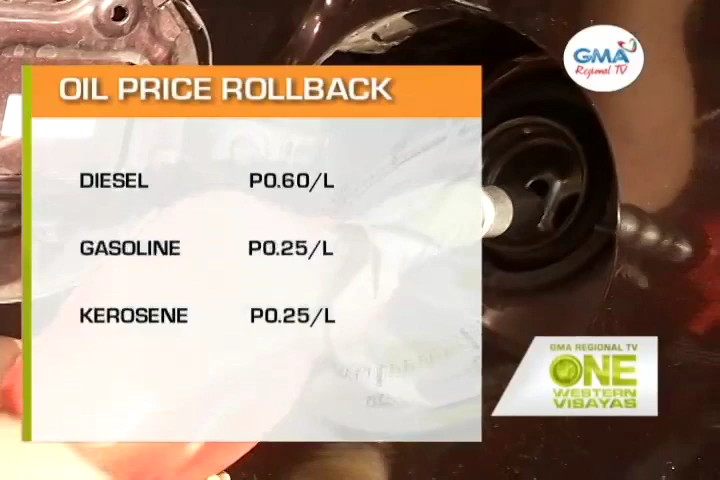 GMA
Regional TV
OIL PRICE ROLLBACK
DIESEL P0.60/L
GASOLINE P0.25/L
KEROSENE P0.25/L
GMA REGIONAL TV
ONE
WESTERN
VISAYAS